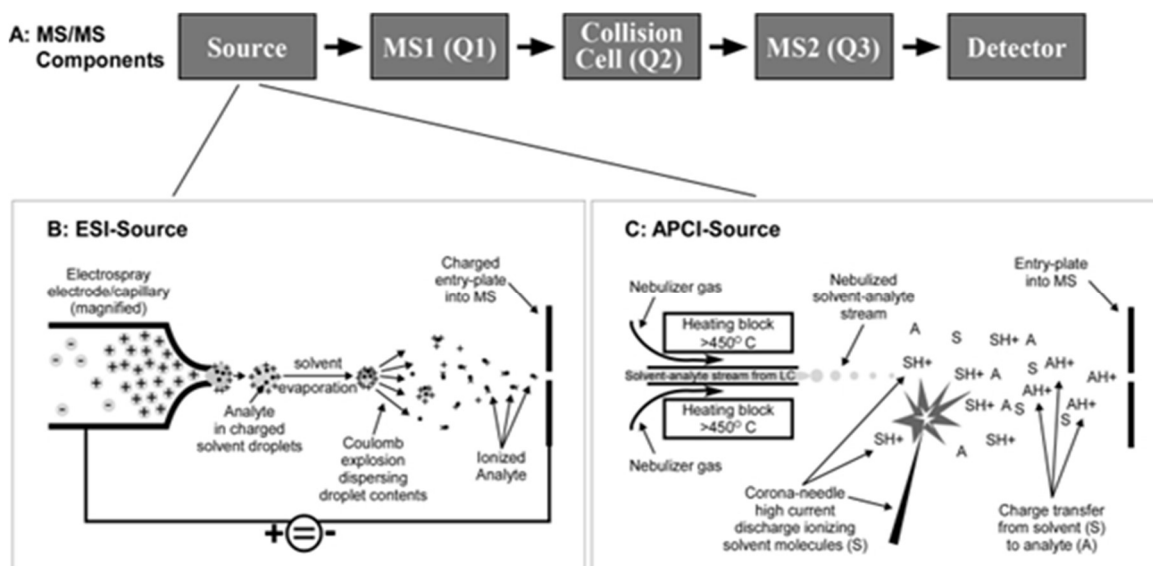 A: MS/MS
Components
Source
MS1 (Q1)
Collision
Cell (Q2)
MS2 (Q3)
Detector
B: ESI-Source
Electrospray
electrode/capillary
(magnified)
Charged
entry-plate
into MS
solvent
evaporation
Analyte
in charged
solvent droplets
Coulomb
explosion
dispersing
droplet contents
Ionized
Analyte
+ = -
C: APCI-Source
Nebulizer gas
Heating block
>450° C
Nebulized
solvent-analyte
stream
Entry-plate
into MS
Solvent-analyte stream from LC
Heating block
>450° C
Nebulizer gas
A
S
SH+ A
SH+
SH+ A
S
AH+
AH+
SH+ A
S
AH+
AH+
S
SH+
A
SH+
Corona-needle
high current
discharge ionizing
solvent molecules (S)
Charge transfer
from solvent (S)
to analyte (A)